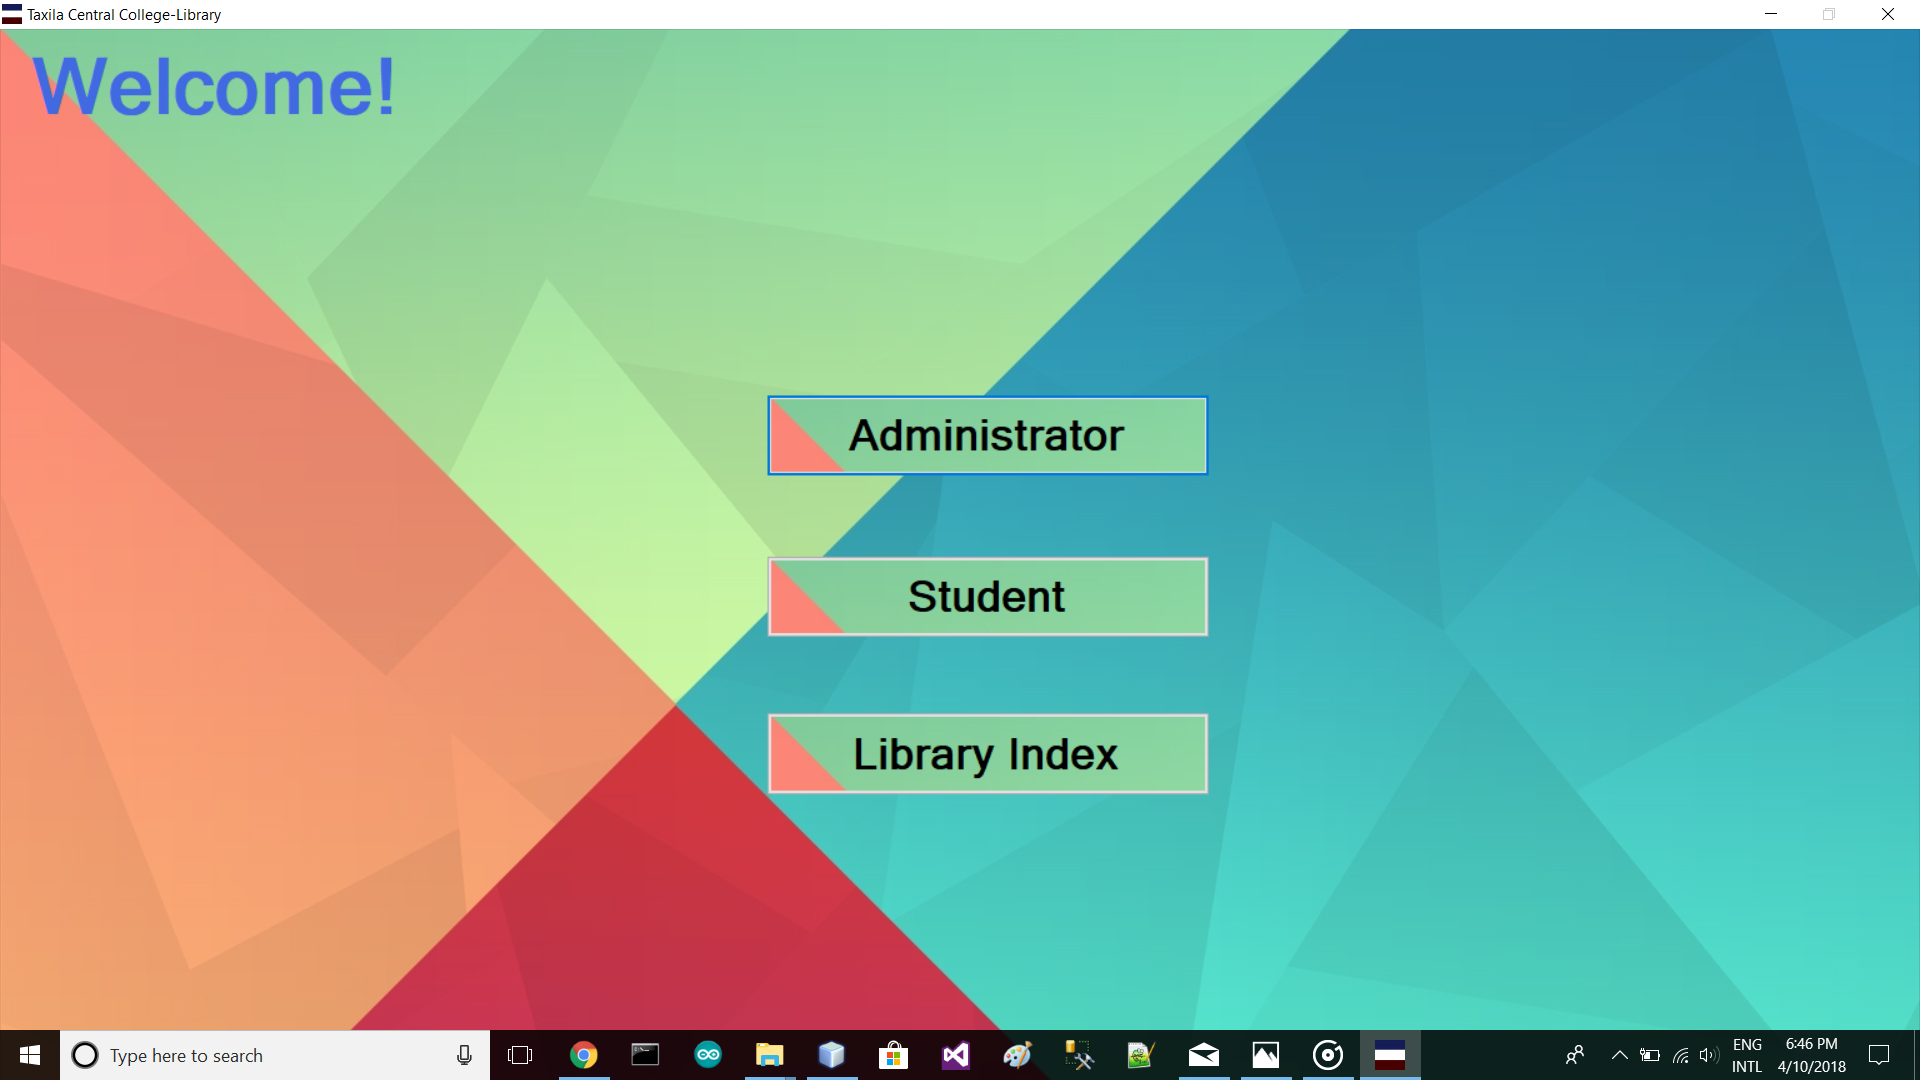 Taxila Central College-Library
Welcome!
Administrator
Student
Library Index
Type here to search
ENG
INTL
6:46 PM
4/10/2018